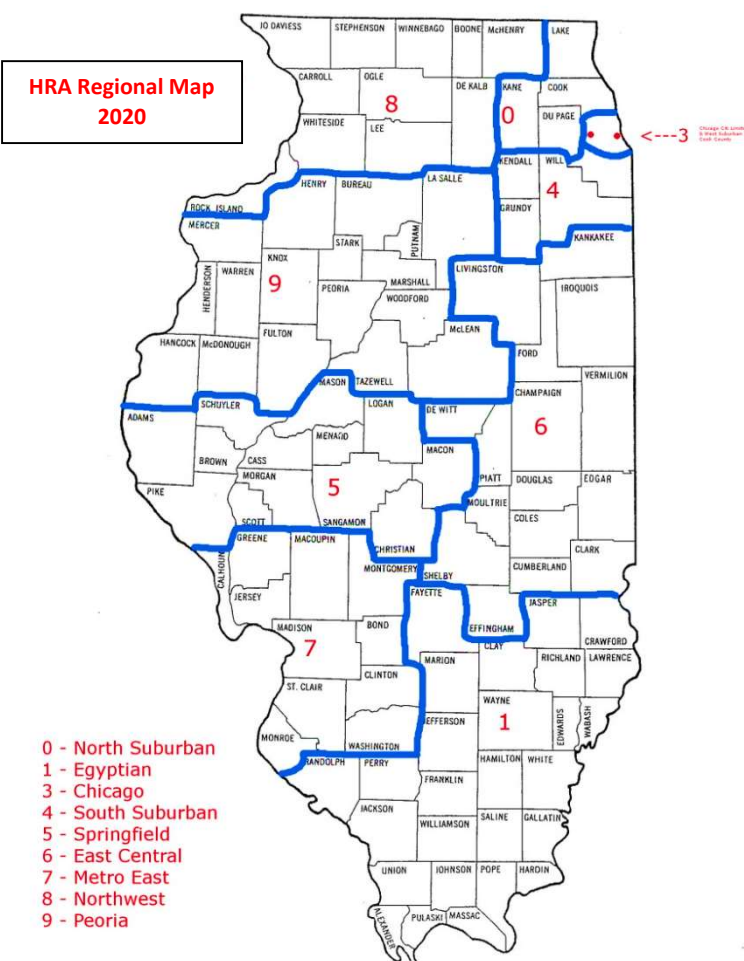 HRA Regional Map
2020
JO DAVIESS
STEPHENSON
WINNEBAGO
BOONE
McHENRY
LAKE
CARROLL
OGLE
DE KALB
KANE
COOK
8
0
DU PAGE
WHITESIDE
LEE
<---3
Chicago City Limits
& West Suburban
Cook County
KENDALL
WILL
4
ROCK ISLAND
HENRY
BUREAU
LA SALLE
GRUNDY
MERCER
PUTNAM
KANKAKEE
STARK
KNOX
HENDERSON
WARREN
9
PEORIA
MARSHALL
WOODFORD
LIVINGSTON
IROQUOIS
HANCOCK
McDONOUGH
FULTON
McLEAN
FORD
MASON
TAZEWELL
VERMILION
CHAMPAIGN
ADAMS
SCHUYLER
LOGAN
DE WITT
6
MENARD
MACON
BROWN
CASS
MORGAN
5
PIATT
DOUGLAS
EDGAR
PIKE
SCOTT
SANGAMON
MOULTRIE
COLES
GREENE
MACOUPIN
CHRISTIAN
CALHOUN
MONTGOMERY
SHELBY
CUMBERLAND
CLARK
JERSEY
FAYETTE
JASPER
MADISON
BOND
EFFINGHAM
CRAWFORD
7
CLAY
RICHLAND
LAWRENCE
MARION
CLINTON
ST. CLAIR
WAYNE
1
EDWARDS
WABASH
JEFFERSON
MONROE
WASHINGTON
RANDOLPH
PERRY
HAMILTON
WHITE
FRANKLIN
JACKSON
WILLIAMSON
SALINE
GALLATIN
UNION
JOHNSON
POPE
HARDIN
ALEXANDER
PULASKI
MASSAC
0 - North Suburban
1 - Egyptian
3 - Chicago
4 - South Suburban
5 - Springfield
6 - East Central
7 - Metro East
8 - Northwest
9 - Peoria